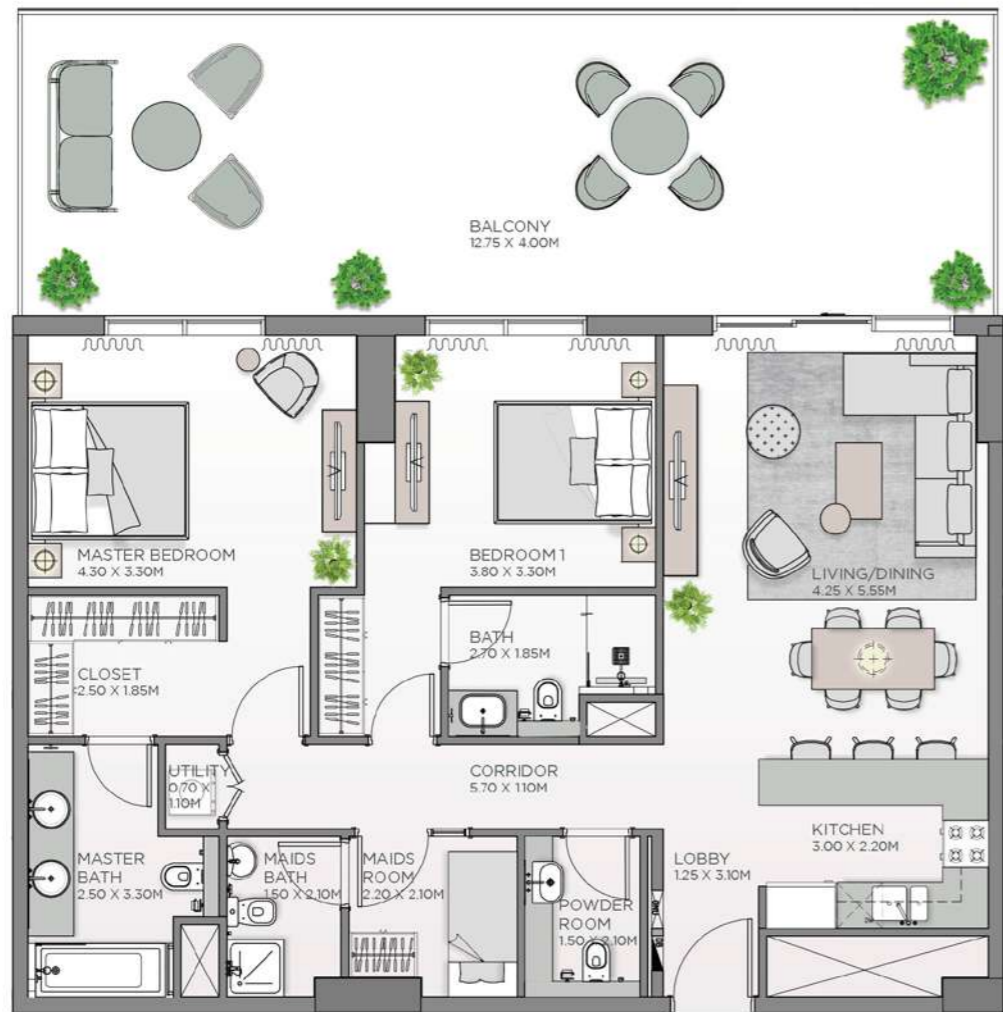 BALCONY
12.75 X 4.00M
MASTER BEDROOM
4.30 X 3.30M
BEDROOM 1
3.80 X 3.30M
LIVING/DINING
4.25 X 5.55M
CLOSET
2.50 X 1.85M
BATH
2.70 X 1.85M
UTILITY
0.70 X
1.10M
CORRIDOR
5.70 X 1.10M
KITCHEN
3.00 X 2.20M
LOBBY
1.25 X 3.10M
MASTER
BATH
2.50 X 3.30M
MAIDS
BATH
1.50 X 2.10M
MAIDS
ROOM
2.20 X 2.10M
POWDER
ROOM
1.50 X 2.10M